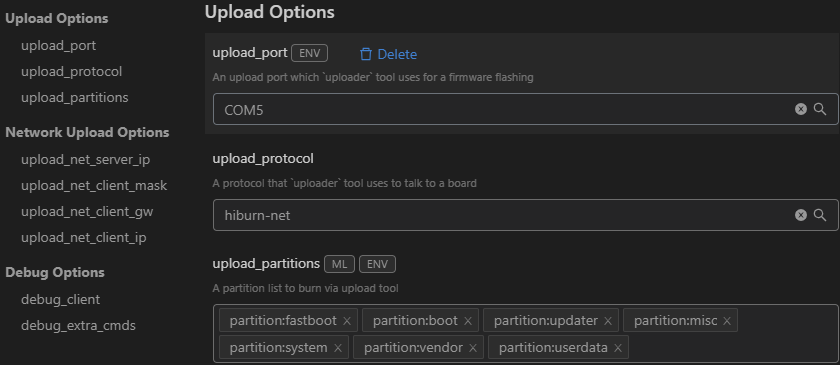 Upload Options
upload_port
upload_protocol
upload_partitions
Network Upload Options
upload_net_server_ip
upload_net_client_mask
upload_net_client_gw
upload_net_client_ip
Debug Options
debug_client
debug_extra_cmds
Upload Options
upload_port ENV Delete
An upload port which `uploader` tool uses for a firmware flashing
COM5
upload_protocol
A protocol that `uploader` tool uses to talk to a board
hiburn-net
upload_partitions ML ENV
A partition list to burn via upload tool
partition:fastboot × partition:boot × partition:updater × partition:misc ×
partition:system × partition:vendor × partition:userdata ×